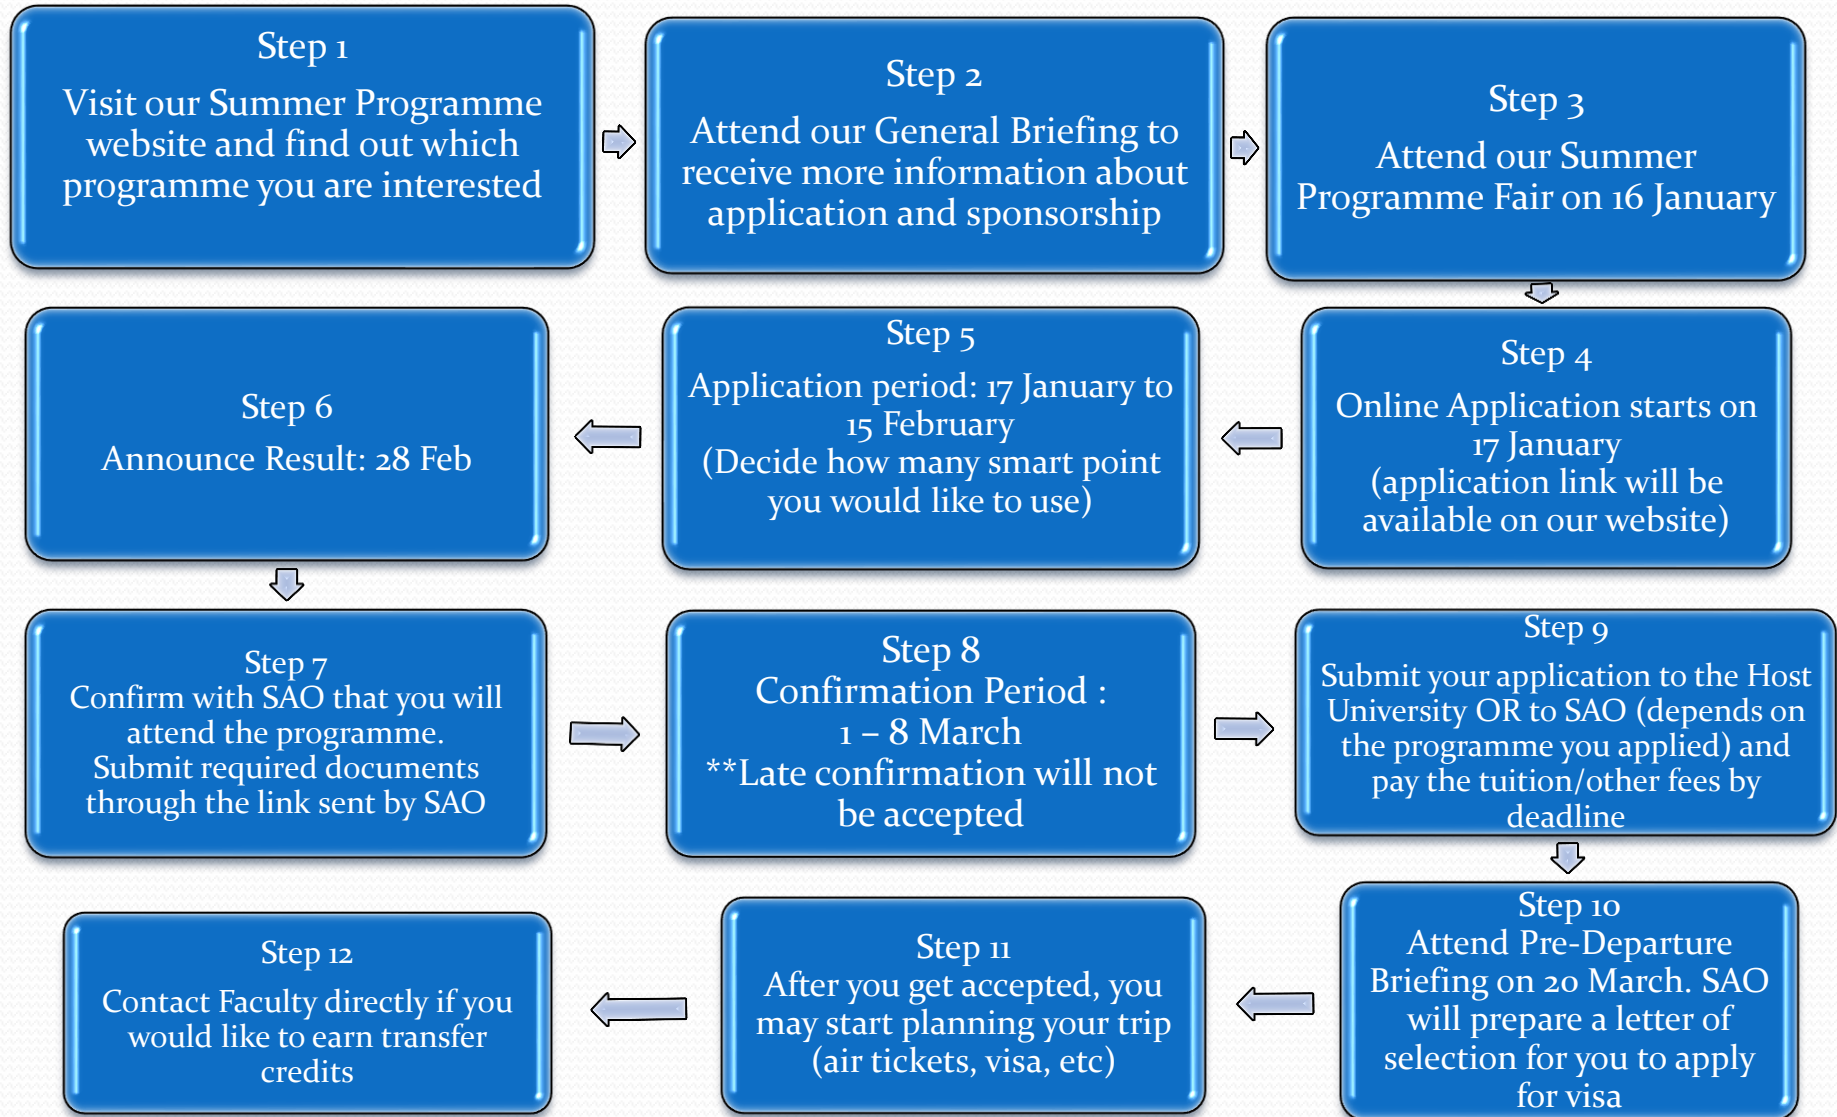 Step 1
Visit our Summer Programme
website and find out which
programme you are interested
Step 2
Attend our General Briefing to
receive more information about
application and sponsorship
Step 3
Attend our Summer
Programme Fair on 16 January
Step 4
Online Application starts on
17 January
(application link will be
available on our website)
Step 5
Application period: 17 January to
15 February
(Decide how many smart point
you would like to use)
Step 6
Announce Result: 28 Feb
Step 7
Confirm with SAO that you will
attend the programme.
Submit required documents
through the link sent by SAO
Step 8
Confirmation Period :
1 – 8 March
**Late confirmation will not
be accepted
Step 9
Submit your application to the Host
University OR to SAO (depends on
the programme you applied) and
pay the tuition/other fees by
deadline
Step 10
Attend Pre-Departure
Briefing on 20 March. SAO
will prepare a letter of
selection for you to apply
for visa
Step 11
After you get accepted, you
may start planning your trip
(air tickets, visa, etc)
Step 12
Contact Faculty directly if you
would like to earn transfer
credits